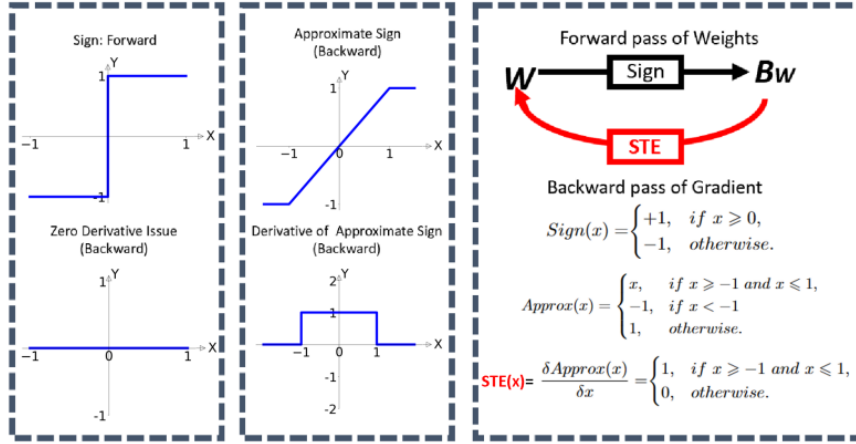 Sign: Forward
Y
1
X
−1
1
-1
Zero Derivative Issue
(Backward)
Y
1
X
−1
0
1
-1
Approximate Sign
(Backward)
Y
1
X
−1
0
1
-1
Derivative of Approximate Sign
(Backward)
2
Y
1
X
−1
0
1
-1
-2
Forward pass of Weights
W
Sign
Bw
STE
Backward pass of Gradient
Sign(x) = { +1, if x ⩾ 0,
−1, otherwise.
Approx(x) = { x, if x ⩾ −1 and x ⩽ 1,
−1, if x < −1
1, otherwise.
STE(x)= δApprox(x) / δx = { 1, if x ⩾ −1 and x ⩽ 1,
0, otherwise.